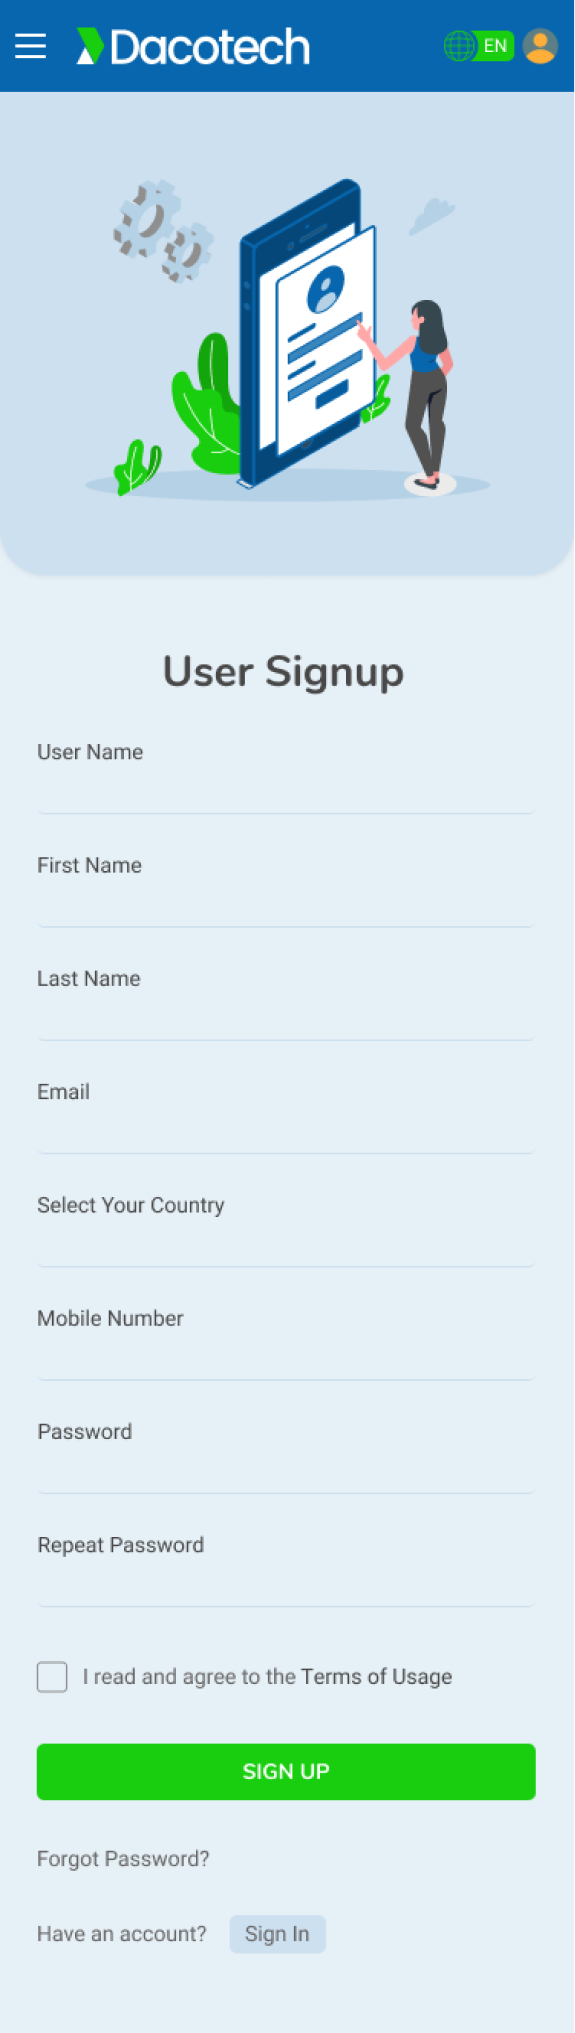 Dacotech
EN
User Signup
User Name
First Name
Last Name
Email
Select Your Country
Mobile Number
Password
Repeat Password
I read and agree to the Terms of Usage
SIGN UP
Forgot Password?
Have an account? Sign In